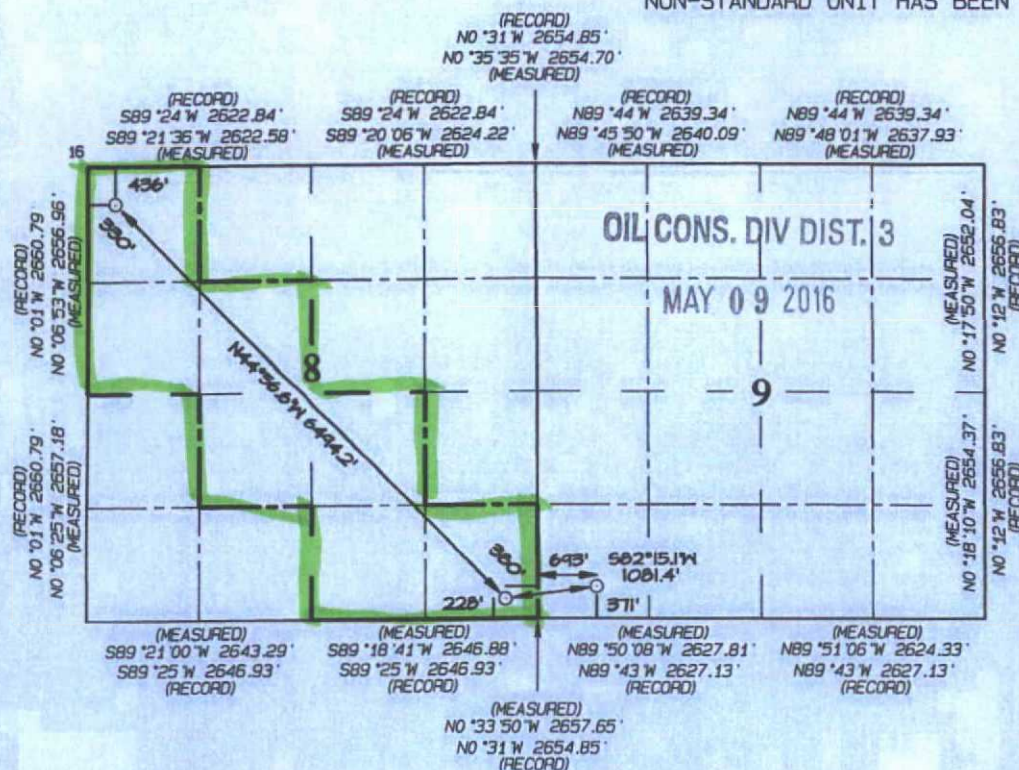 NON-STANDARD UNIT HAS BEEN
(RECORD)
N0°31'W 2654.85'
N0°35'35"W 2654.70'
(MEASURED)
(RECORD)
S89°24'W 2622.84'
S89°21'36"W 2622.58'
(MEASURED)
(RECORD)
S89°24'W 2622.84'
S89°20'06"W 2624.22'
(MEASURED)
(RECORD)
N89°44'W 2639.34'
N89°45'50"W 2640.09'
(MEASURED)
(RECORD)
N89°44'W 2639.34'
N89°48'01"W 2637.93'
(MEASURED)
16
436'
330'
(RECORD)
N0°01'W 2660.79'
N0°06'53"W 2656.96'
(MEASURED)
OIL CONS. DIV DIST. 3
MAY 09 2016
(MEASURED)
N0°17'50"W 2652.04'
N0°12'W 2656.83'
(RECORD)
N44°36.6'W 6494.2'
8
9
(RECORD)
N0°01'W 2660.79'
N0°06'25"W 2657.18'
(MEASURED)
(MEASURED)
N0°18'10"W 2654.37'
N0°12'W 2656.83'
(RECORD)
380'
693'
S82°15.1'W
1081.4'
228'
371'
(MEASURED)
S89°21'00"W 2643.29'
S89°25'W 2646.93'
(RECORD)
(MEASURED)
S89°18'41"W 2646.88'
S89°25'W 2646.93'
(RECORD)
(MEASURED)
N89°50'08"W 2627.81'
N89°43'W 2627.13'
(RECORD)
(MEASURED)
N89°51'06"W 2624.33'
N89°43'W 2627.13'
(RECORD)
(MEASURED)
N0°33'50"W 2657.65'
N0°31'W 2654.85'
(RECORD)